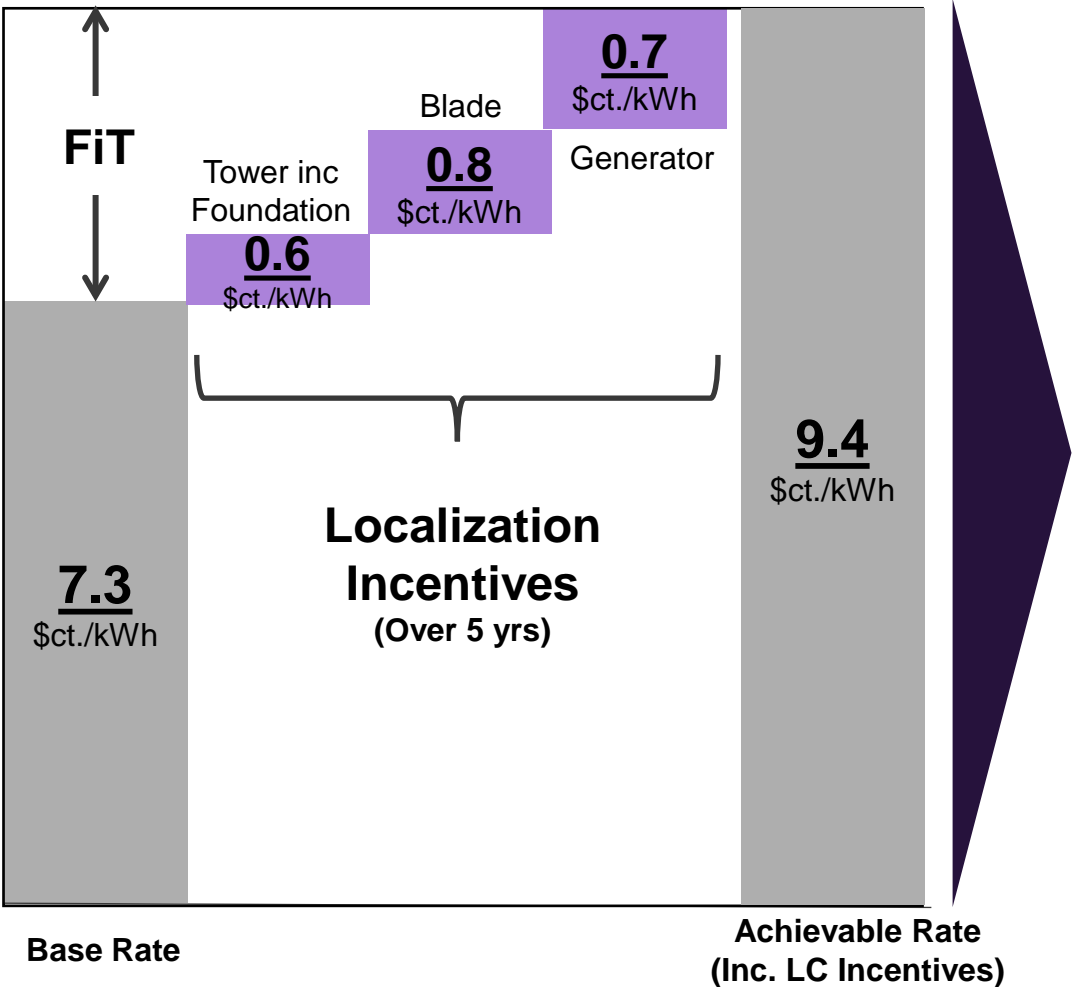 FiT
Tower inc
Foundation
0.6
$ct./kWh
Blade
0.8
$ct./kWh
0.7
$ct./kWh
Generator
7.3
$ct./kWh
Localization
Incentives
(Over 5 yrs)
9.4
$ct./kWh
Base Rate
Achievable Rate
(Inc. LC Incentives)